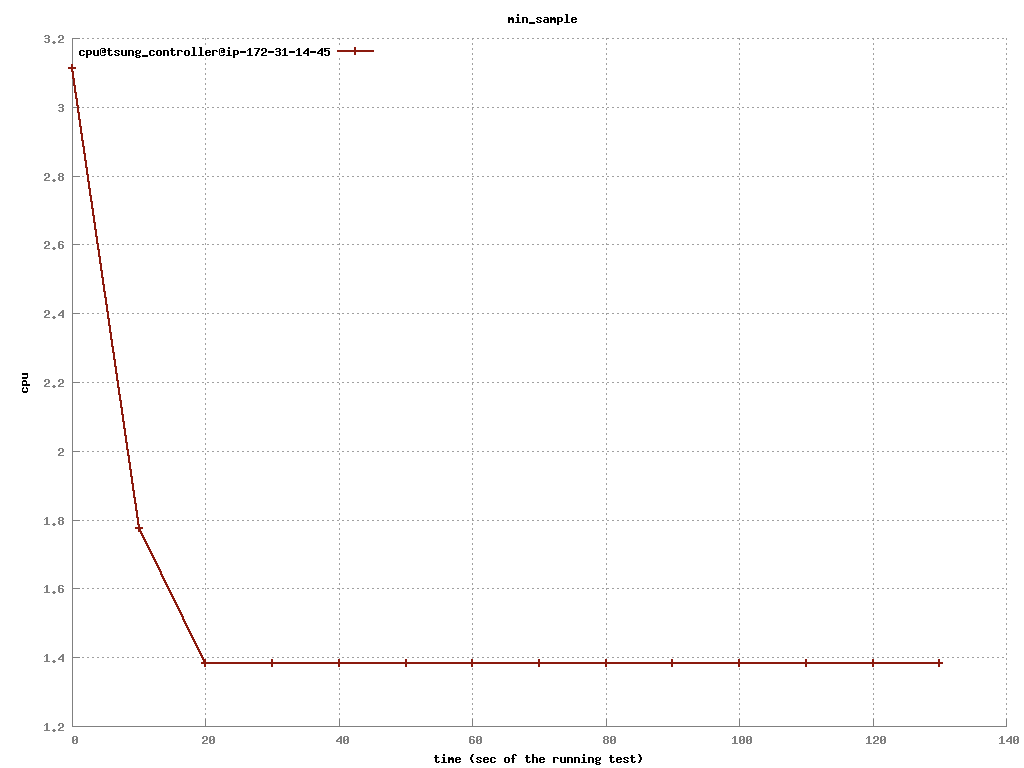 min_sample
cpu@tsung_controller@ip-172-31-14-45
3.2
3
2.8
2.6
2.4
2.2
2
1.8
1.6
1.4
1.2
cpu
0 20 40 60 80 100 120 140
time (sec of the running test)